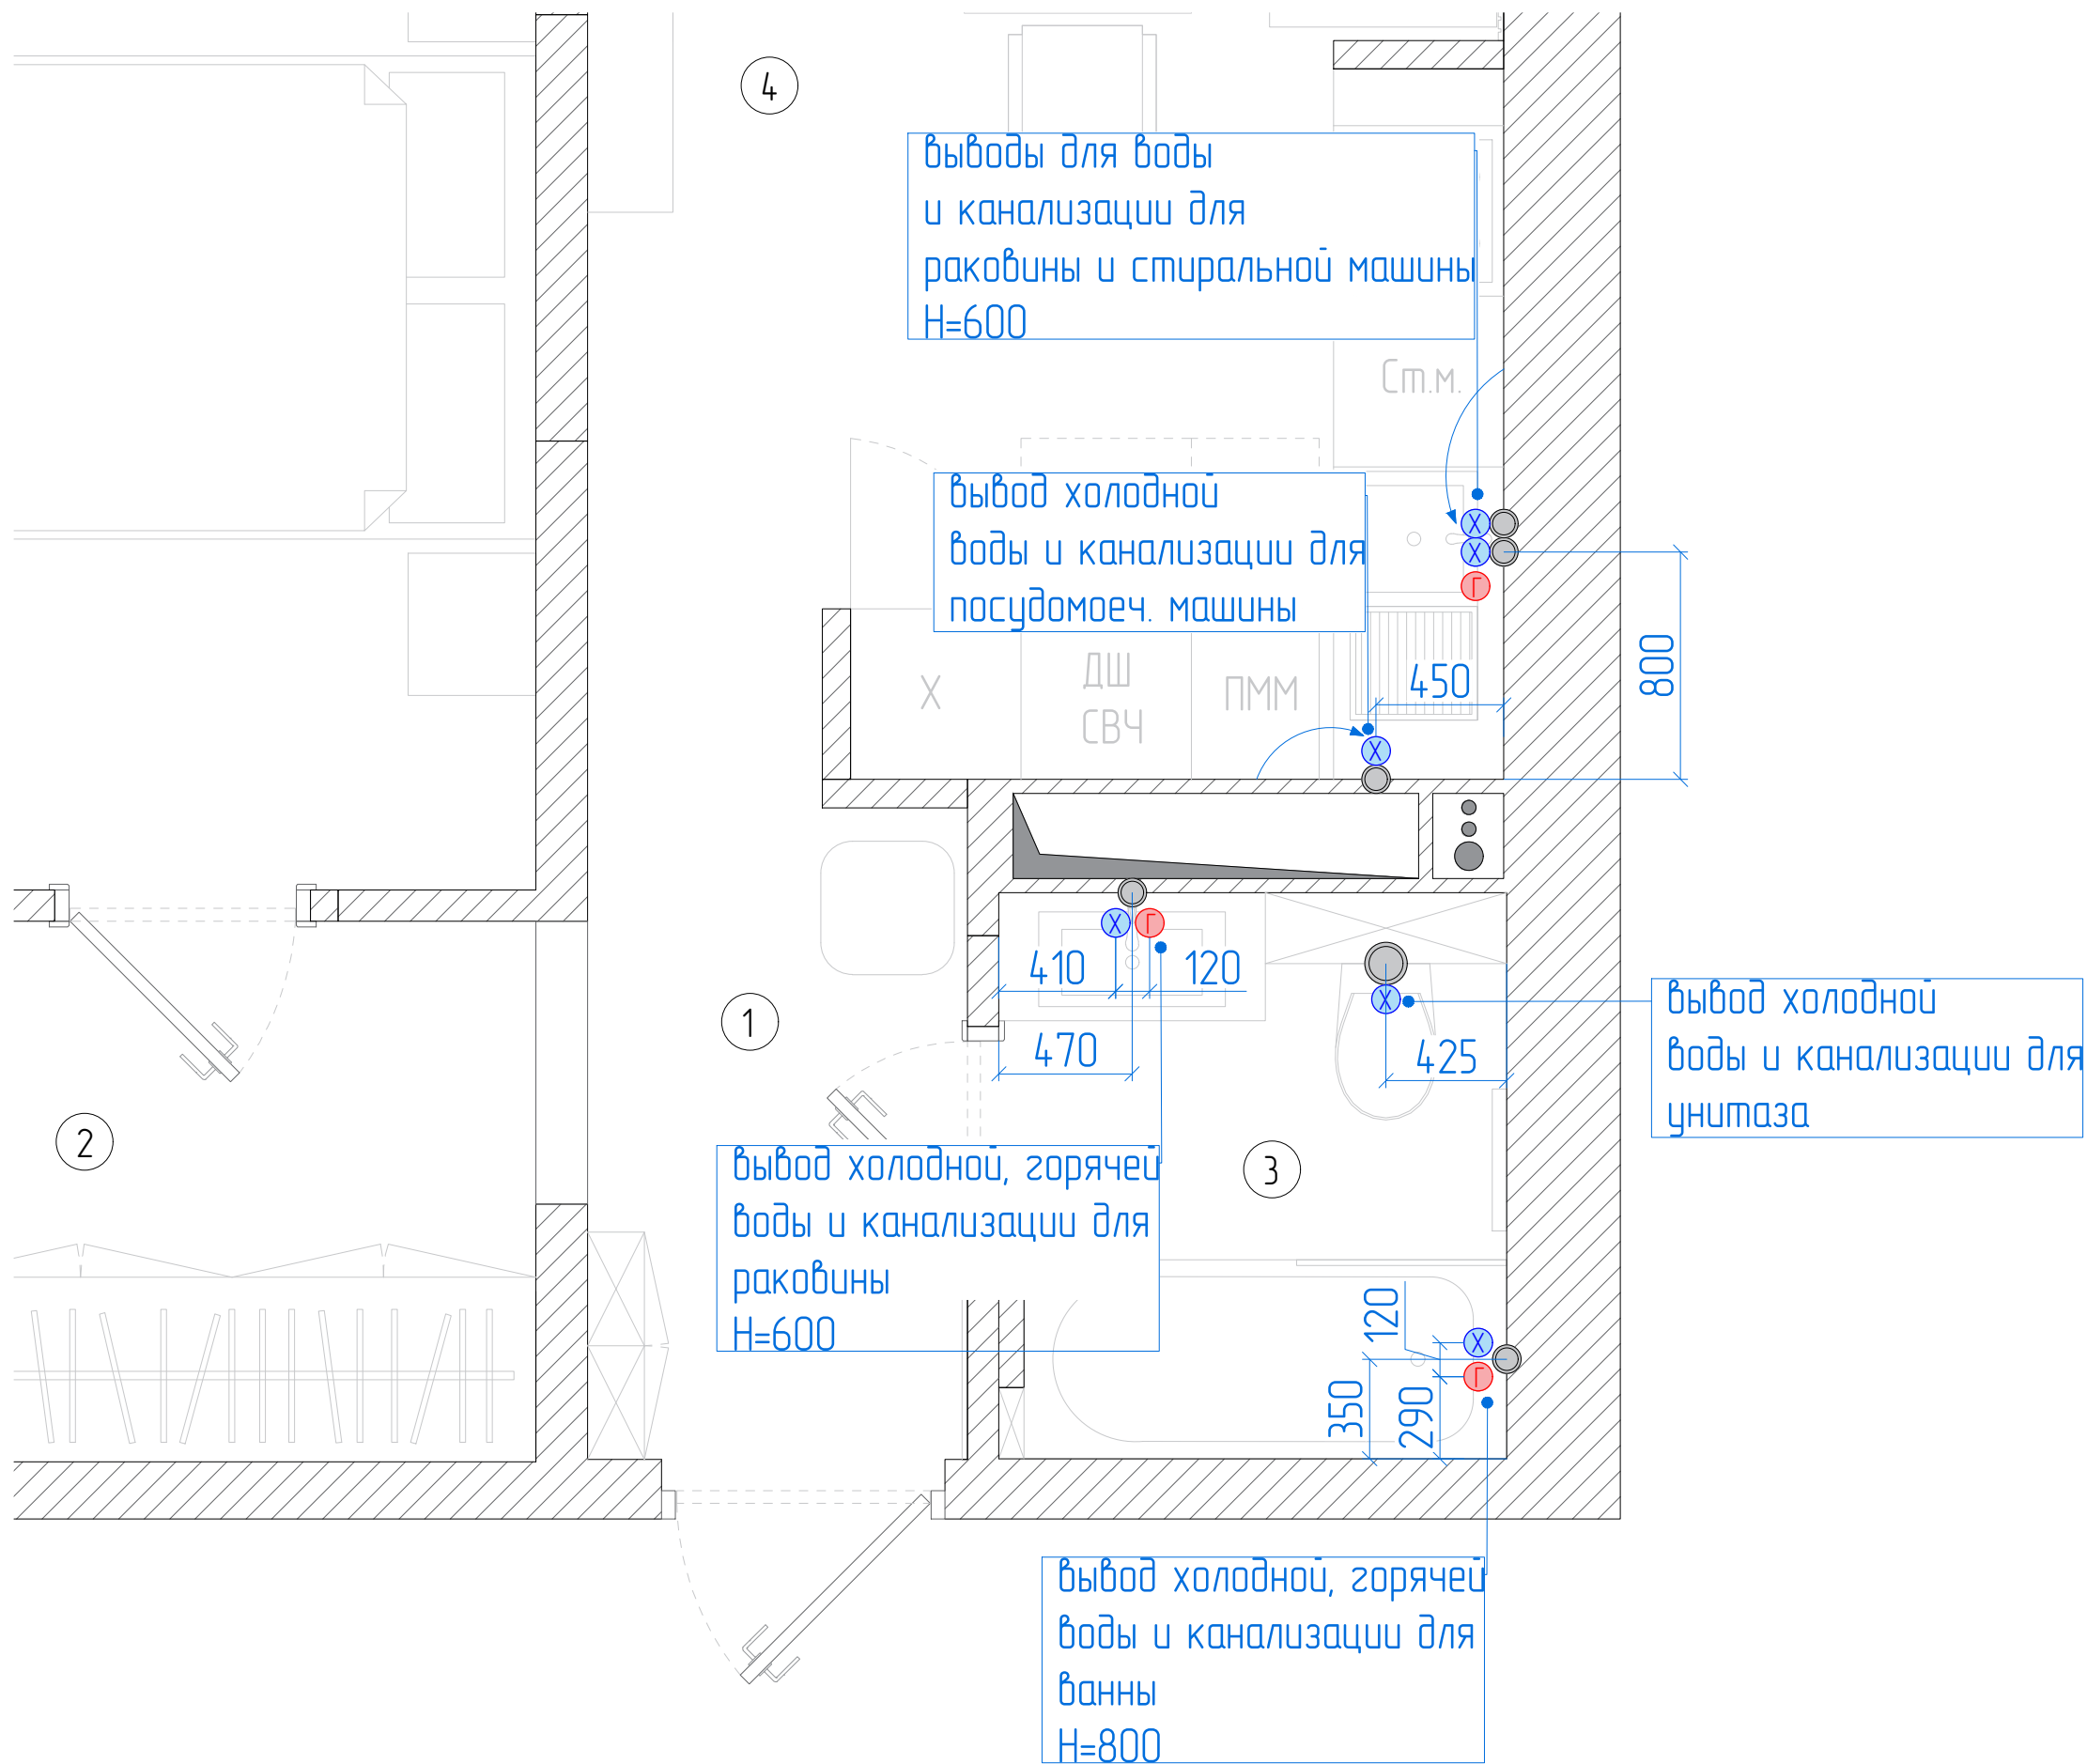 4
выводы для воды
и канализации для
раковины и стиральной машины
Н=600
Ст.м.
вывод холодной
воды и канализации для
посудомоеч. машины
Х
Х
Г
800
450
Х
ДШ
СВЧ
ПММ
Х
Х
Г
410
120
470
Х
425
вывод холодной
воды и канализации для
унитаза
1
2
3
вывод холодной, горячей
воды и канализации для
раковины
Н=600
120
Х
Г
350
290
вывод холодной, горячей
воды и канализации для
ванны
Н=800